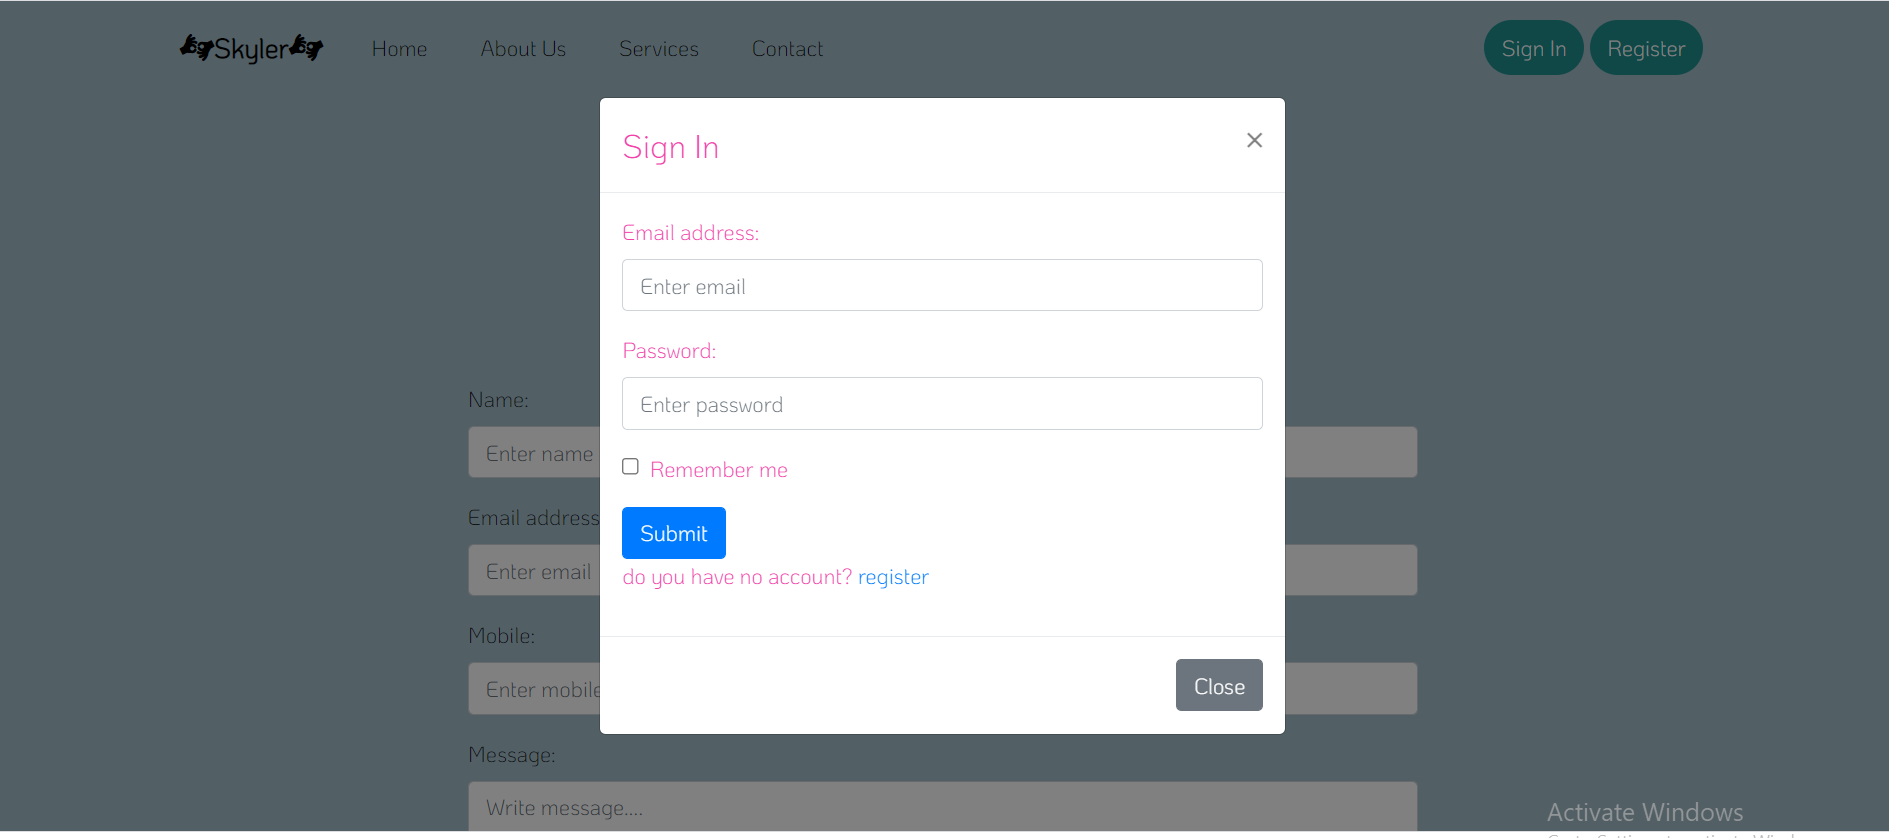 Skyler Home About Us Services Contact Sign In Register
Sign In ×
Email address:
Enter email
Password:
Enter password
Remember me
Submit
do you have no account? register
Close
Name:
Enter name
Email address
Enter email
Mobile:
Enter mobile
Message:
Write message....
Activate Windows